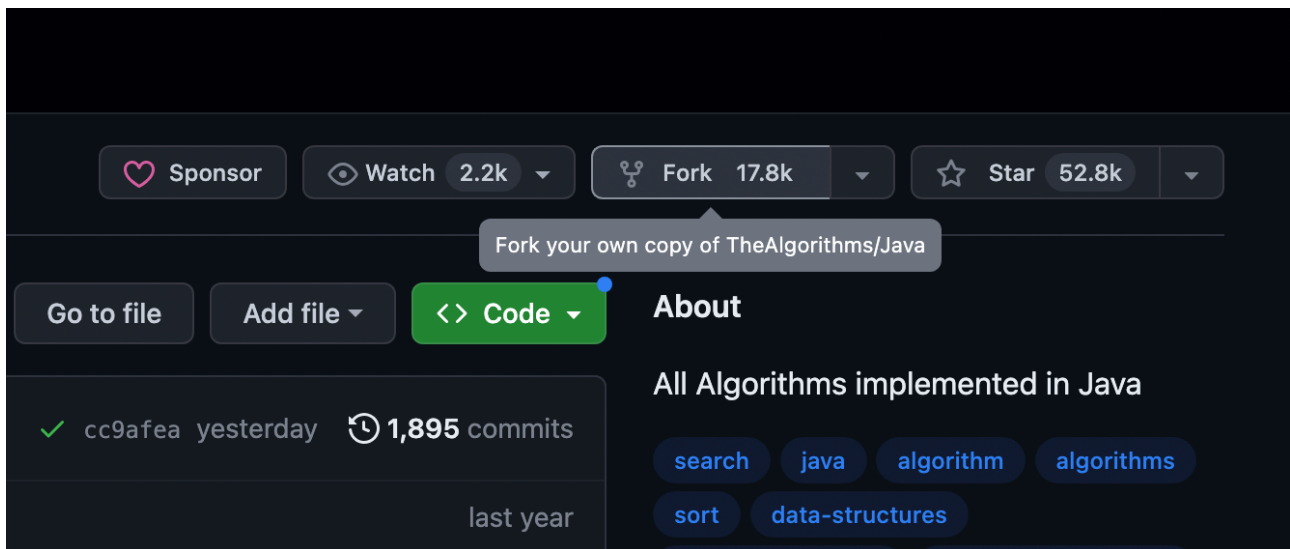 Sponsor Watch 2.2k Fork 17.8k Star 52.8k
Fork your own copy of TheAlgorithms/Java
Go to file Add file <> Code
About
All Algorithms implemented in Java
cc9afea yesterday 1,895 commits
search java algorithm algorithms
last year
sort data-structures